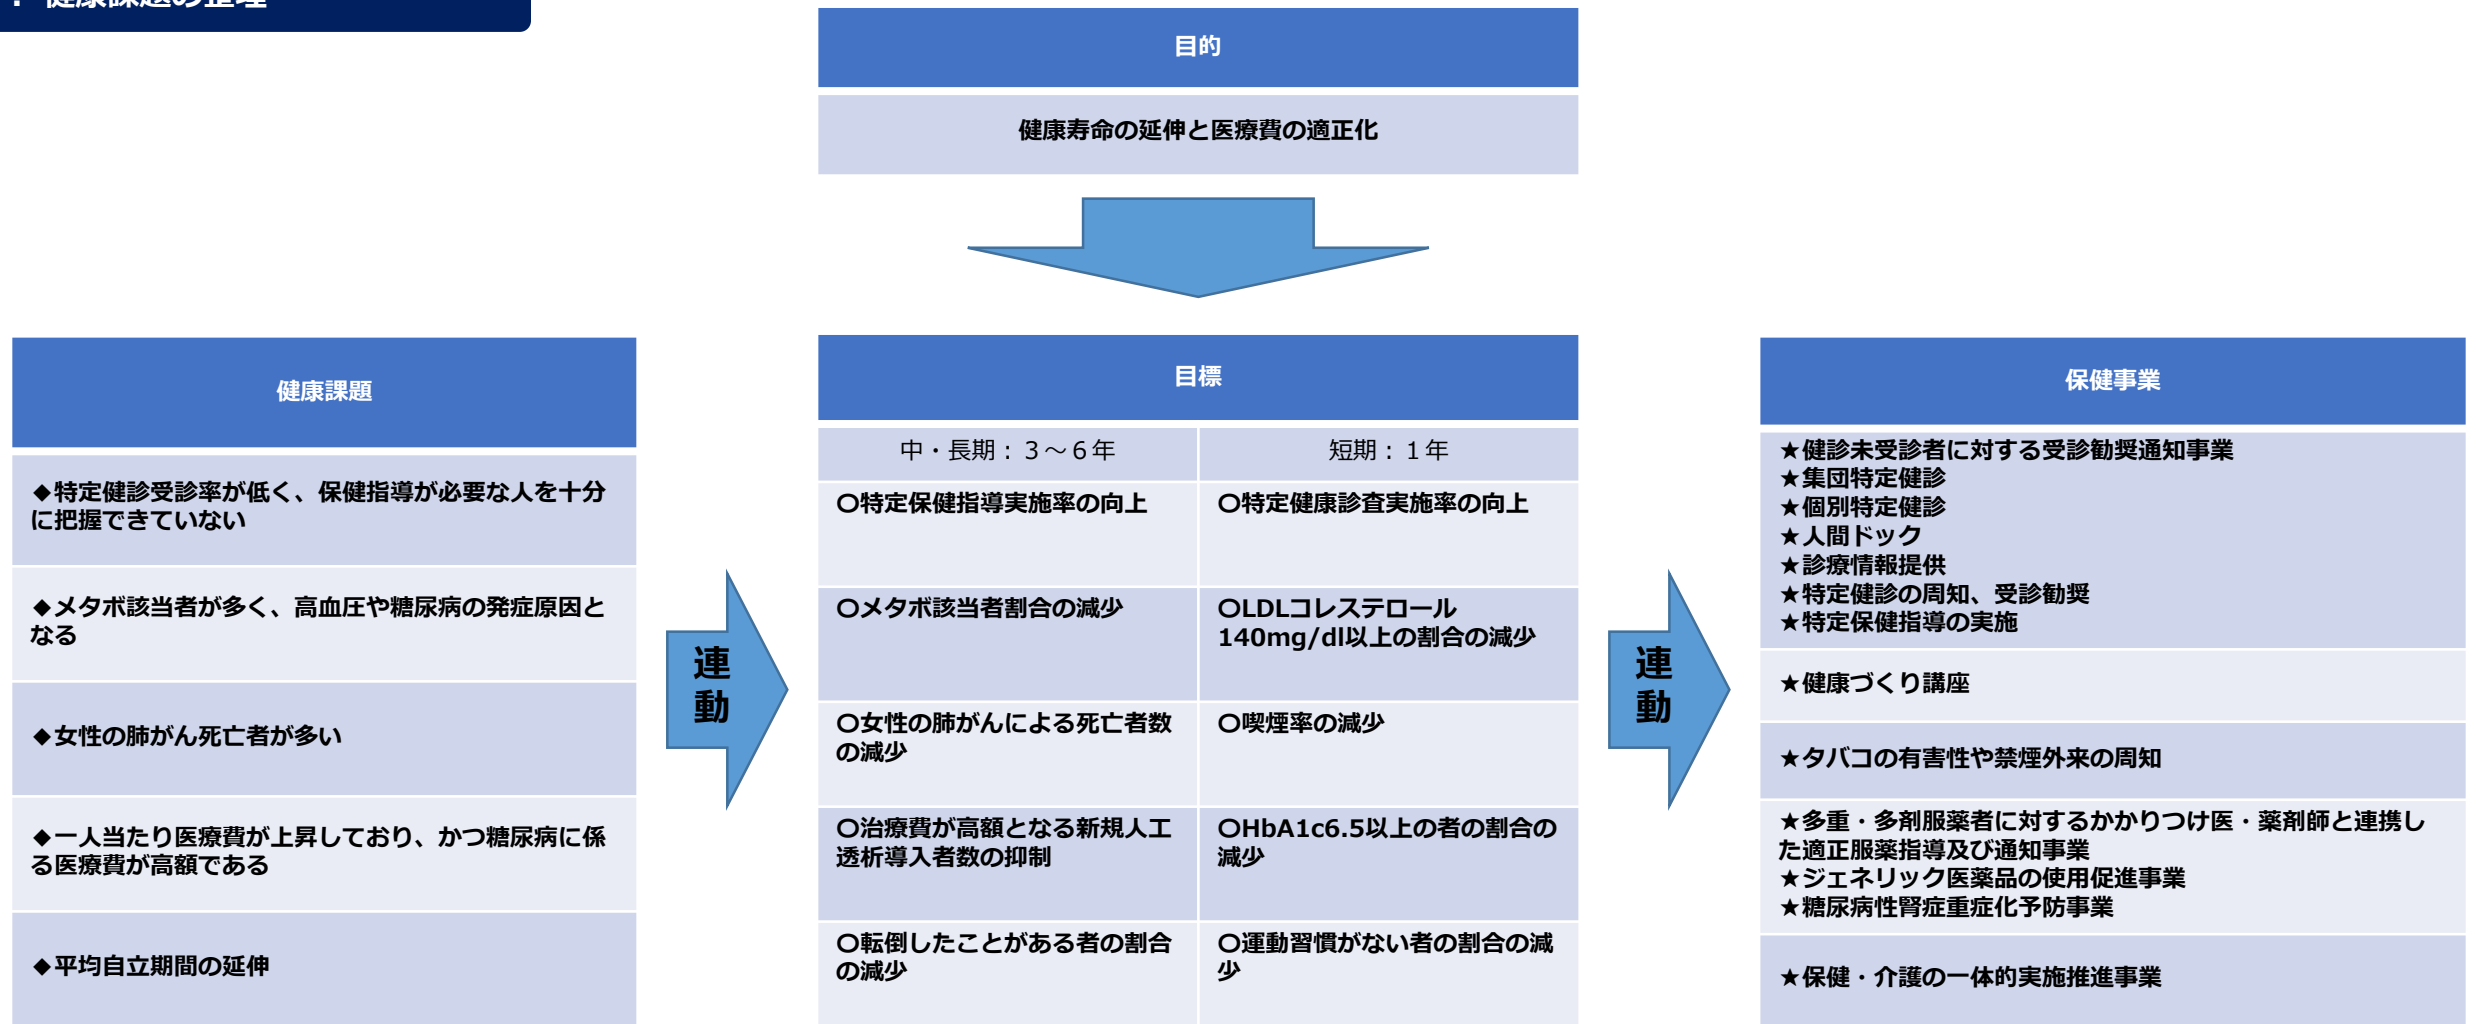 健康課題の整理
目的
健康寿命の延伸と医療費の適正化
健康課題
◆特定健診受診率が低く、保健指導が必要な人を十分
に把握できていない
◆メタボ該当者が多く、高血圧や糖尿病の発症原因と
なる
◆女性の肺がん死亡者が多い
◆一人当たり医療費が上昇しており、かつ糖尿病に係
る医療費が高額である
◆平均自立期間の延伸
連
動
目標
中・長期：３～６年
短期：１年
〇特定保健指導実施率の向上
〇特定健康診査実施率の向上
〇メタボ該当者割合の減少
〇LDLコレステロール
140mg/dl以上の割合の減少
〇女性の肺がんによる死亡者数
の減少
〇喫煙率の減少
〇治療費が高額となる新規人工
透析導入者数の抑制
〇HbA1c6.5以上の者の割合の
減少
〇転倒したことがある者の割合
の減少
〇運動習慣がない者の割合の減
少
連
動
保健事業
★健診未受診者に対する受診勧奨通知事業
★集団特定健診
★個別特定健診
★人間ドック
★診療情報提供
★特定健診の周知、受診勧奨
★特定保健指導の実施
★健康づくり講座
★タバコの有害性や禁煙外来の周知
★多重・多剤服薬者に対するかかりつけ医・薬剤師と連携し
た適正服薬指導及び通知事業
★ジェネリック医薬品の使用促進事業
★糖尿病性腎症重症化予防事業
★保健・介護の一体的実施推進事業